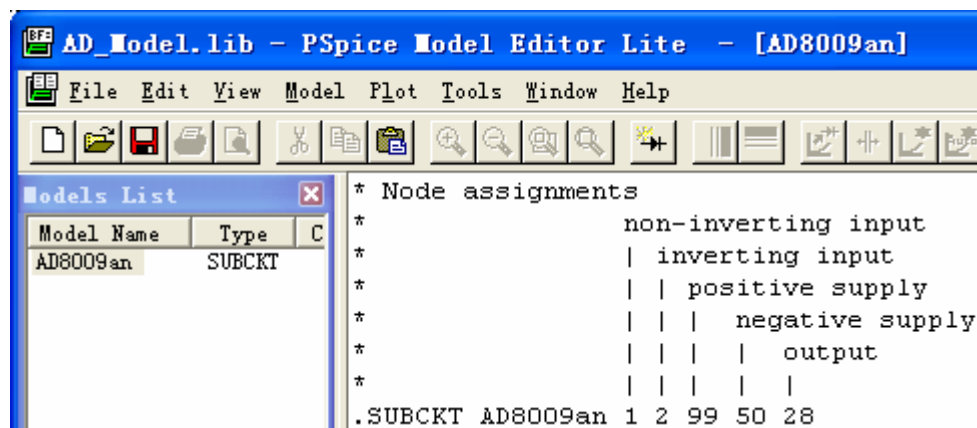 AD_Model.lib - PSpice Model Editor Lite - [AD8009an]
File Edit View Model Plot Tools Window Help
Models List
Model Name Type C
AD8009an SUBCKT
* Node assignments
* non-inverting input
* | inverting input
* | | positive supply
* | | | negative supply
* | | | | output
* | | | | |
.SUBCKT AD8009an 1 2 99 50 28